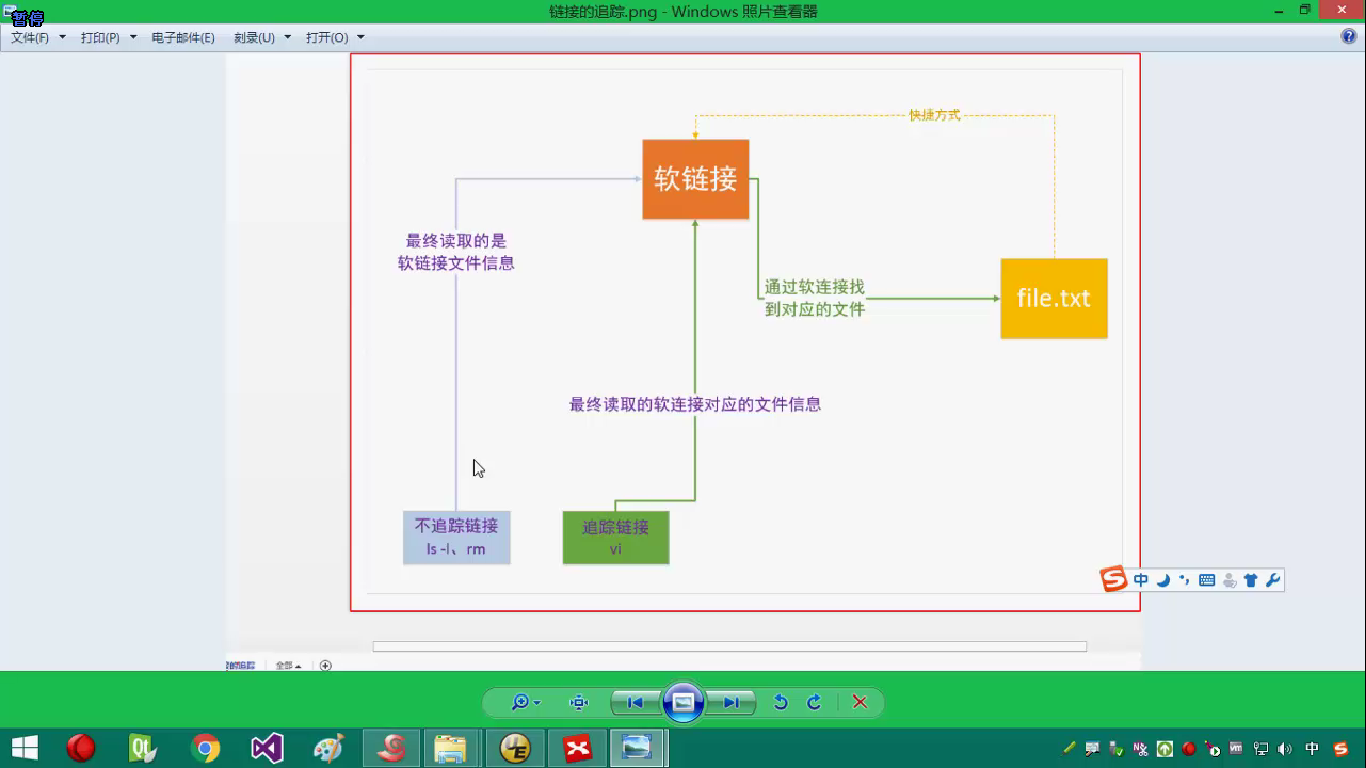 链接的追踪.png - Windows 照片查看器
暂停
文件(F) 打印(P) 电子邮件(E) 刻录(U) 打开(O)
快捷方式
软链接
最终读取的是
软链接文件信息
通过软连接找
到对应的文件
file.txt
最终读取的软连接对应的文件信息
不追踪链接
ls -l、rm
追踪链接
vi
中
全部
中